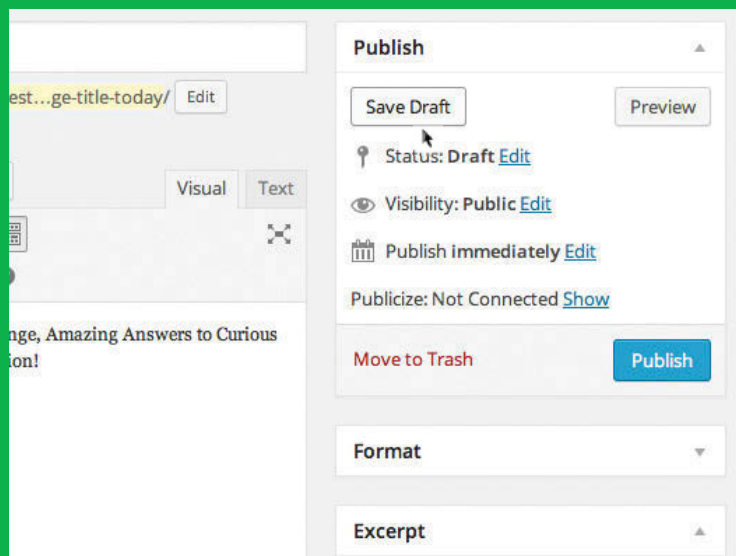 est...ge-title-today/ Edit
Visual Text
nge, Amazing Answers to Curious
ion!
Publish
Save Draft Preview
Status: Draft Edit
Visibility: Public Edit
Publish immediately Edit
Publicize: Not Connected Show
Move to Trash Publish
Format
Excerpt